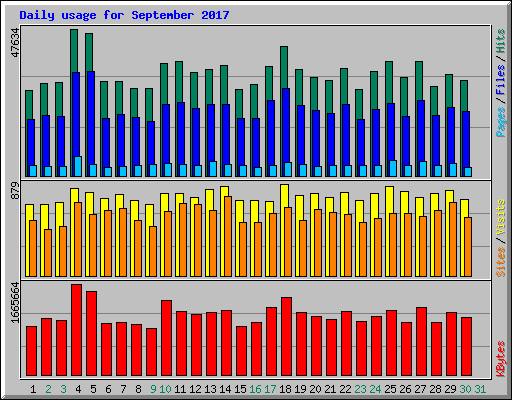 Daily usage for September 2017
47634
Pages / Files / Hits
879
Sites / Visits
1665664
KBytes
1 2 3 4 5 6 7 8 9 10 11 12 13 14 15 16 17 18 19 20 21 22 23 24 25 26 27 28 29 30 31